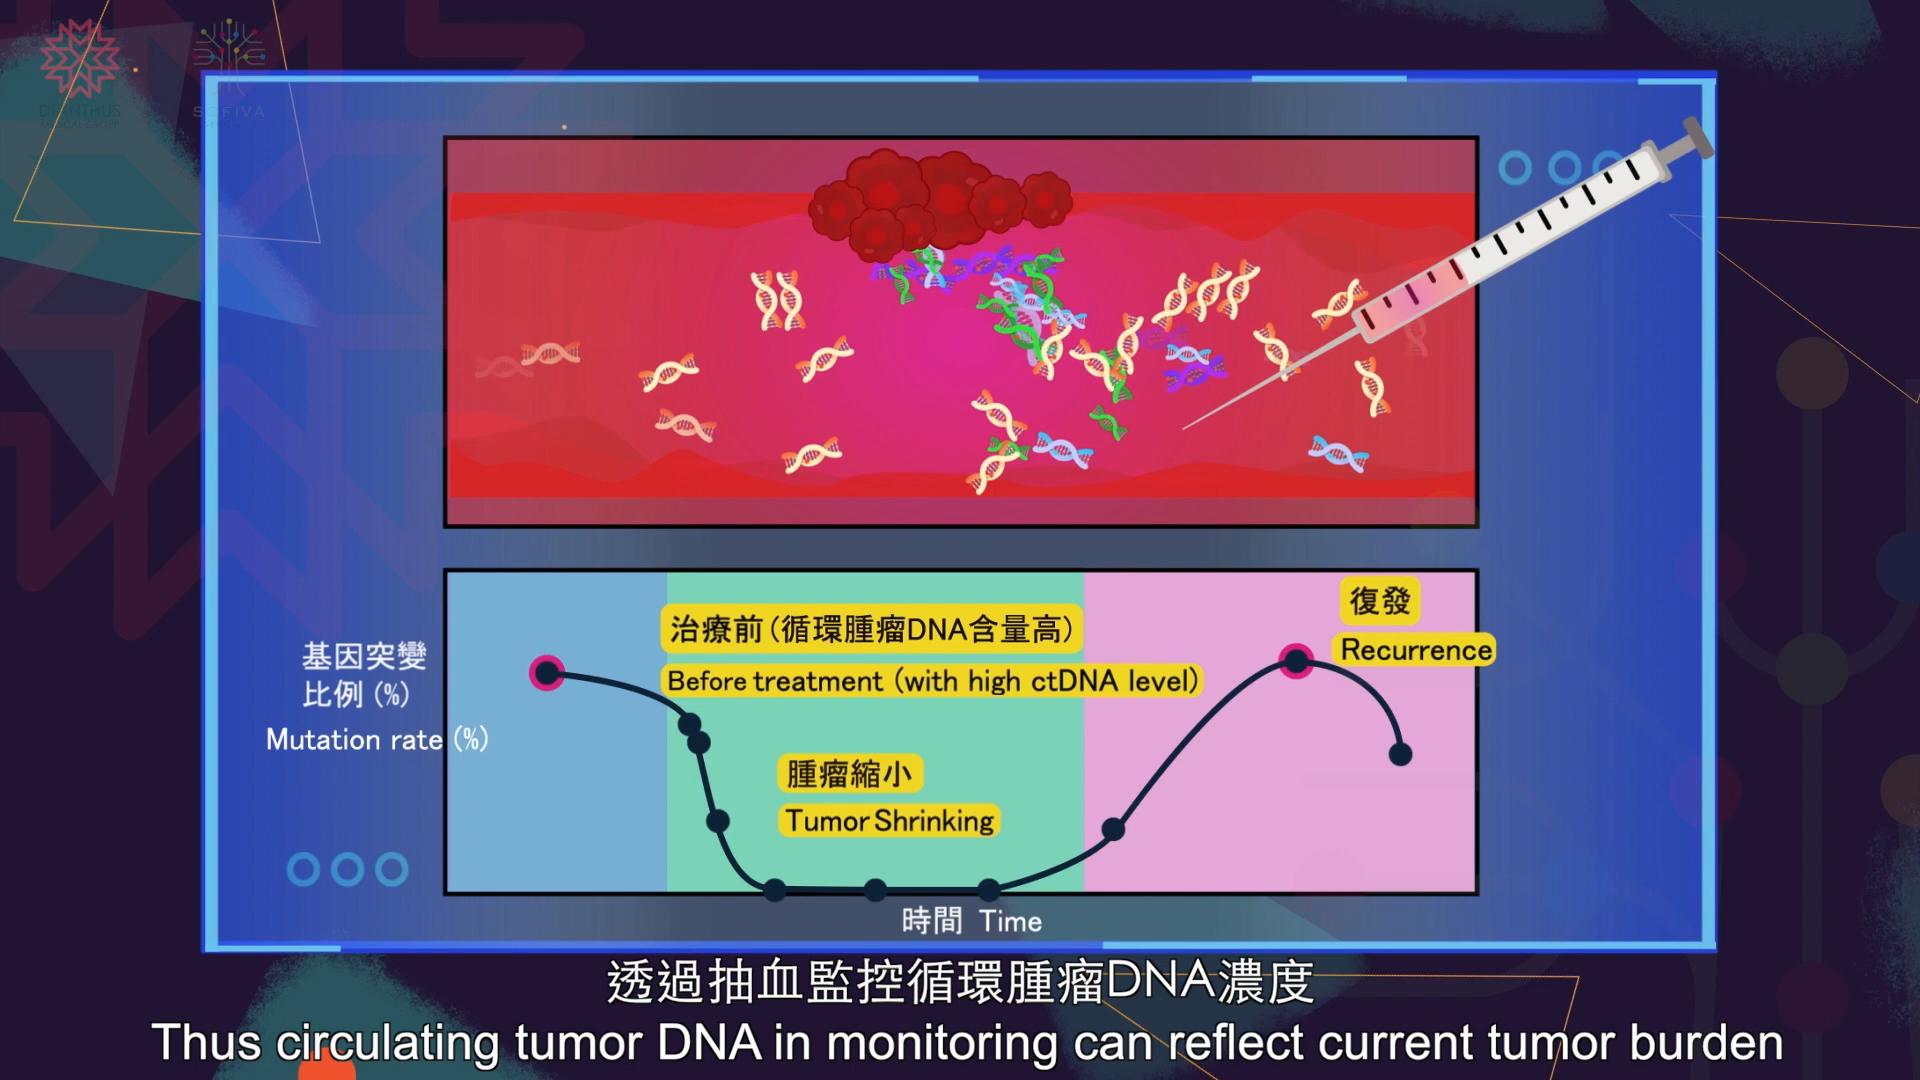 DIANTHUS
SOFIVA
治療前(循環腫瘤DNA含量高)
Before treatment (with high ctDNA level)
復發
Recurrence
基因突變
比例(%)
Mutation rate (%)
腫瘤縮小
Tumor Shrinking
時間 Time
透過抽血監控循環腫瘤DNA濃度
Thus circulating tumor DNA in monitoring can reflect current tumor burden